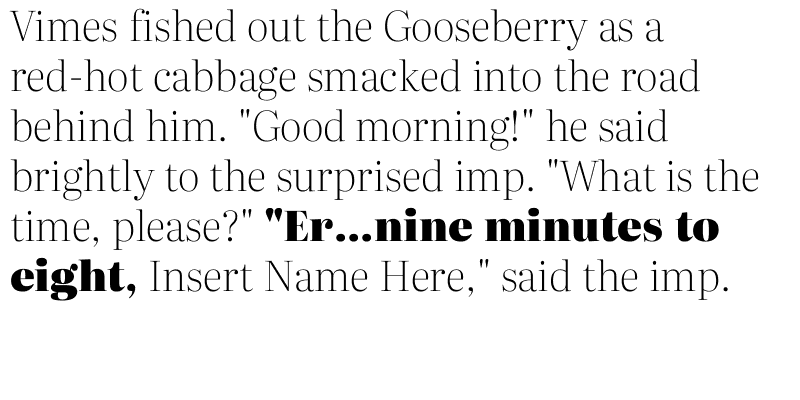 Vimes fished out the Gooseberry as a
red-hot cabbage smacked into the road
behind him. "Good morning!" he said
brightly to the surprised imp. "What is the
time, please?" "Er...nine minutes to
eight, Insert Name Here," said the imp.